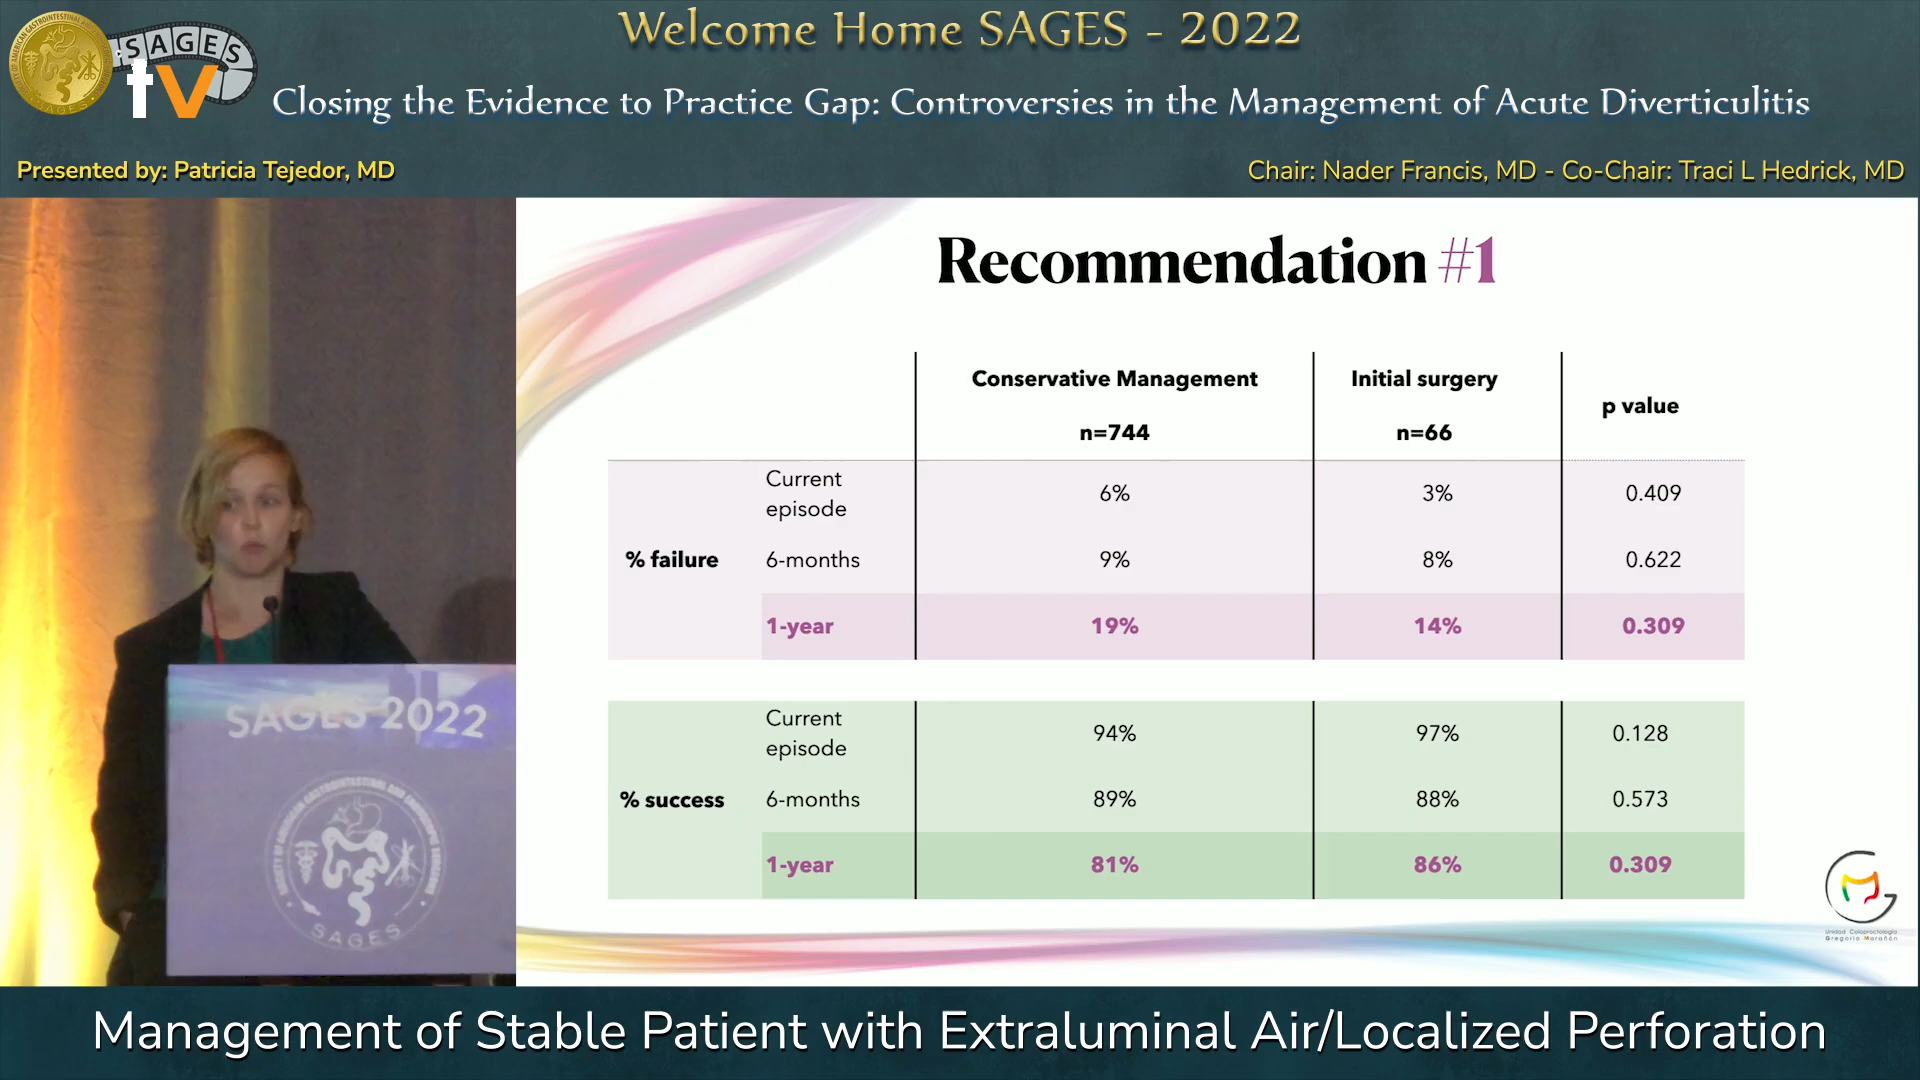 Welcome Home SAGES - 2022
SAGES
tv
Closing the Evidence to Practice Gap: Controversies in the Management of Acute Diverticulitis
Presented by: Patricia Tejedor, MD
Chair: Nader Francis, MD - Co-Chair: Traci L Hedrick, MD
Recommendation #1
Conservative Management
n=744
Initial surgery
n=66
p value
% failure
Current
episode
6%
3%
0.409
6-months
9%
8%
0.622
1-year
19%
14%
0.309
% success
Current
episode
94%
97%
0.128
6-months
89%
88%
0.573
1-year
81%
86%
0.309
Unidad Coloproctología
Gregorio Marañón
SAGES 2022
SAGES
Management of Stable Patient with Extraluminal Air/Localized Perforation